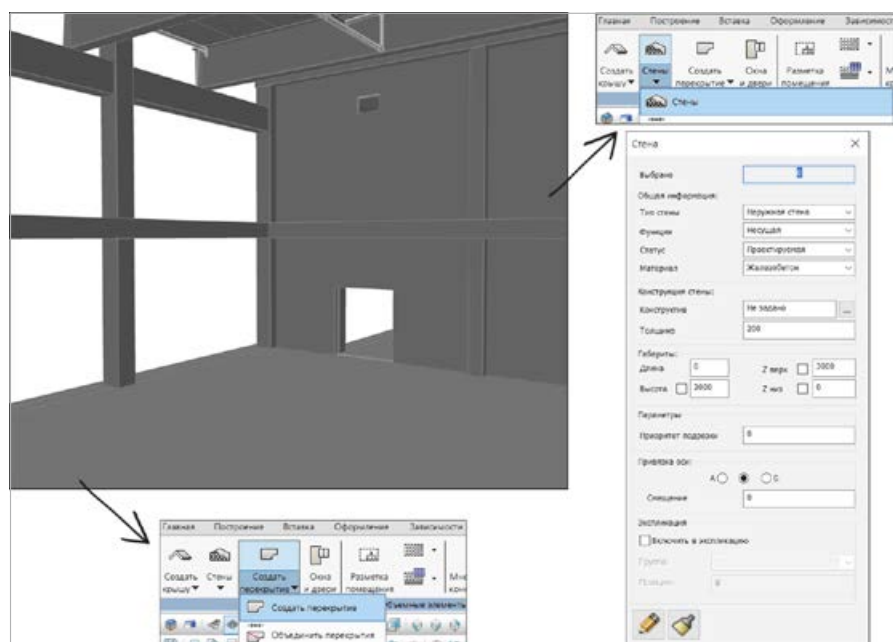 Главная Построение Вставка Оформление Зависимост
Создать крышу Стены Создать перекрытие Окна и двери Разметка помещения
Стены
Стена
Выбрано 0
Общая информация:
Тип стены Наружная стена
Функция Несущая
Статус Проектируемая
Материал Железобетон
Конструкция стены:
Конструктив Не задано ...
Толщина 200
Габариты:
Длина 0 Z верх 3000
Высота 3000 Z низ 0
Параметры
Приоритет подрезки 0
Привязка оси:
Смещение 0
Экспликация
Включить в экспликацию
Группа:
Главная Построение Вставка Оформление Зависимости
Создать крышу Стены Создать перекрытие Окна и двери Разметка помещения
Создать перекрытие
Объединить перекрытия